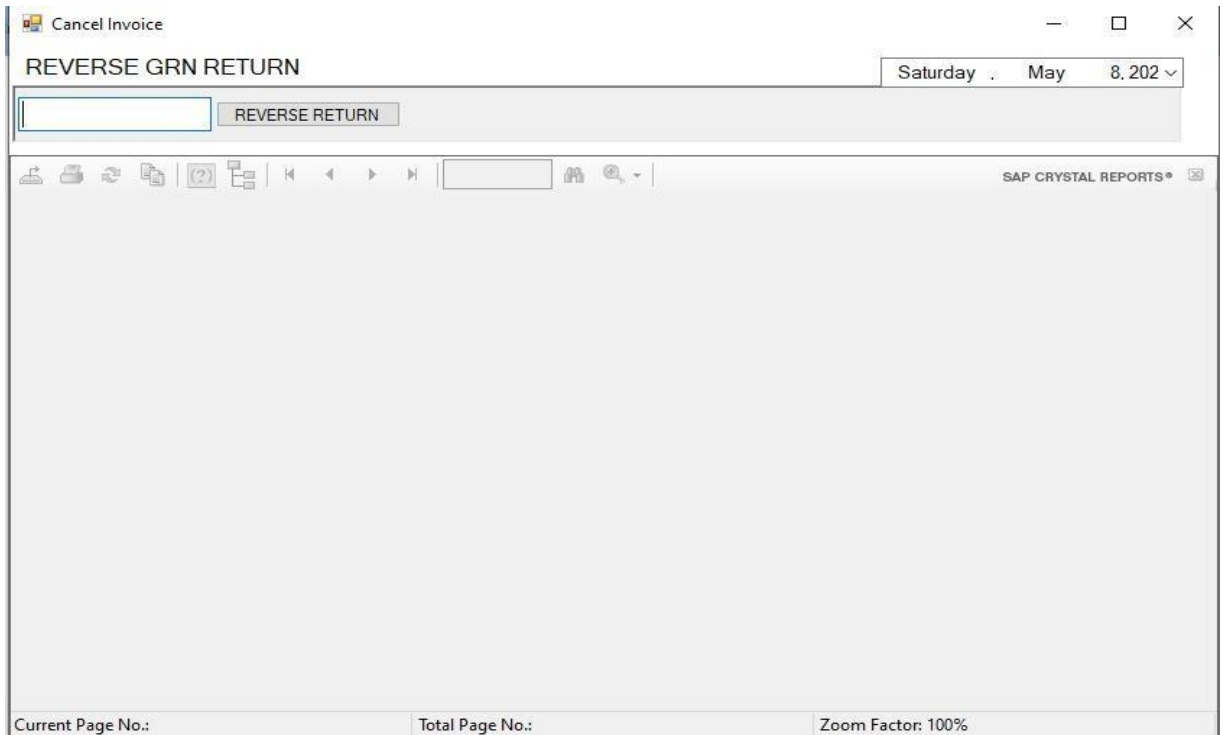 Cancel Invoice
REVERSE GRN RETURN
Saturday , May 8, 202
REVERSE RETURN
(?)
SAP CRYSTAL REPORTS®
Current Page No.: Total Page No.: Zoom Factor: 100%